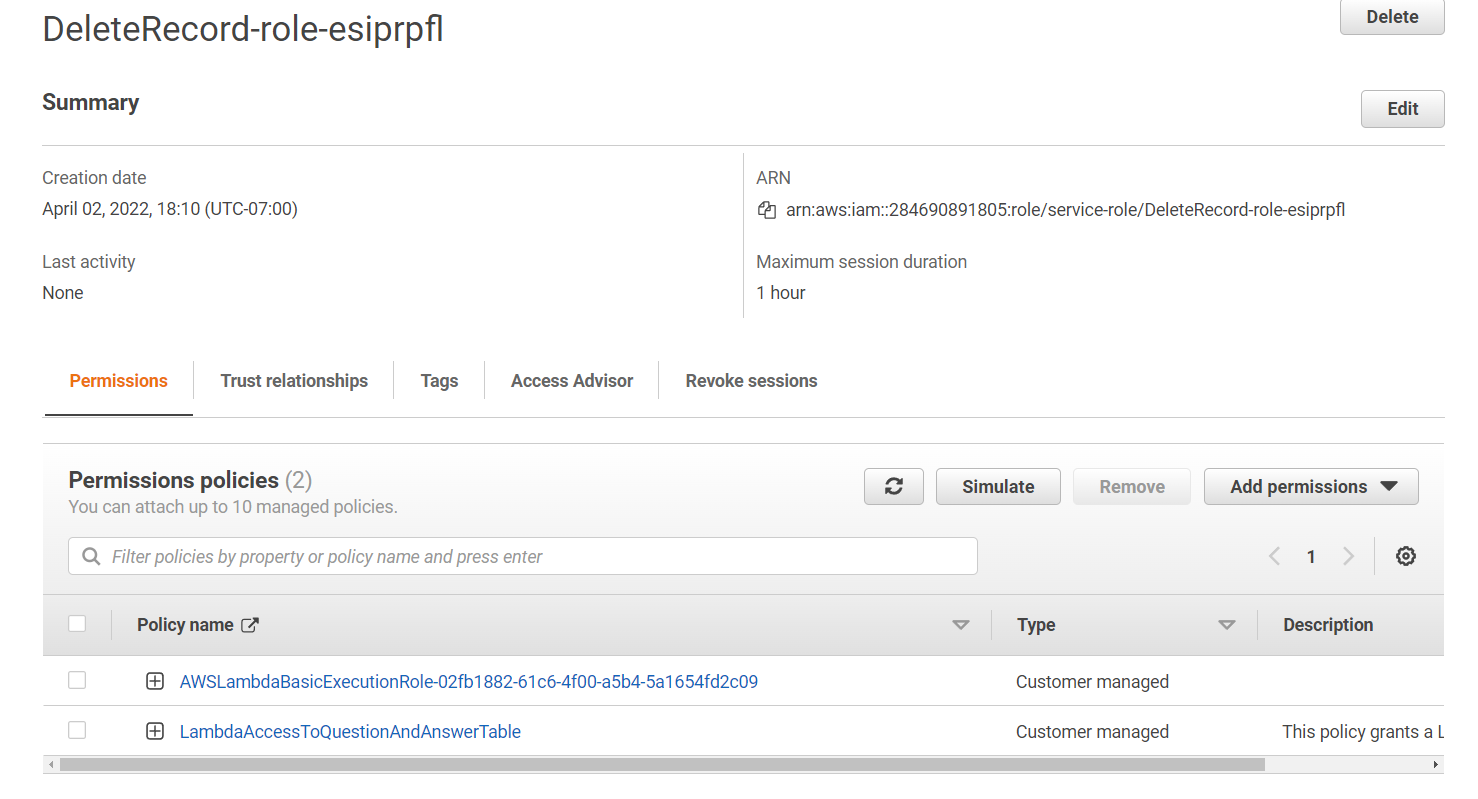 DeleteRecord-role-esiprpfl
Delete
Summary
Edit
Creation date
April 02, 2022, 18:10 (UTC-07:00)
ARN
arn:aws:iam::284690891805:role/service-role/DeleteRecord-role-esiprpfl
Last activity
None
Maximum session duration
1 hour
Permissions
Trust relationships
Tags
Access Advisor
Revoke sessions
Permissions policies (2)
You can attach up to 10 managed policies.
Simulate
Remove
Add permissions
Filter policies by property or policy name and press enter
1
Policy name
Type
Description
AWSLambdaBasicExecutionRole-02fb1882-61c6-4f00-a5b4-5a1654fd2c09
Customer managed
LambdaAccessToQuestionAndAnswerTable
Customer managed
This policy grants a L